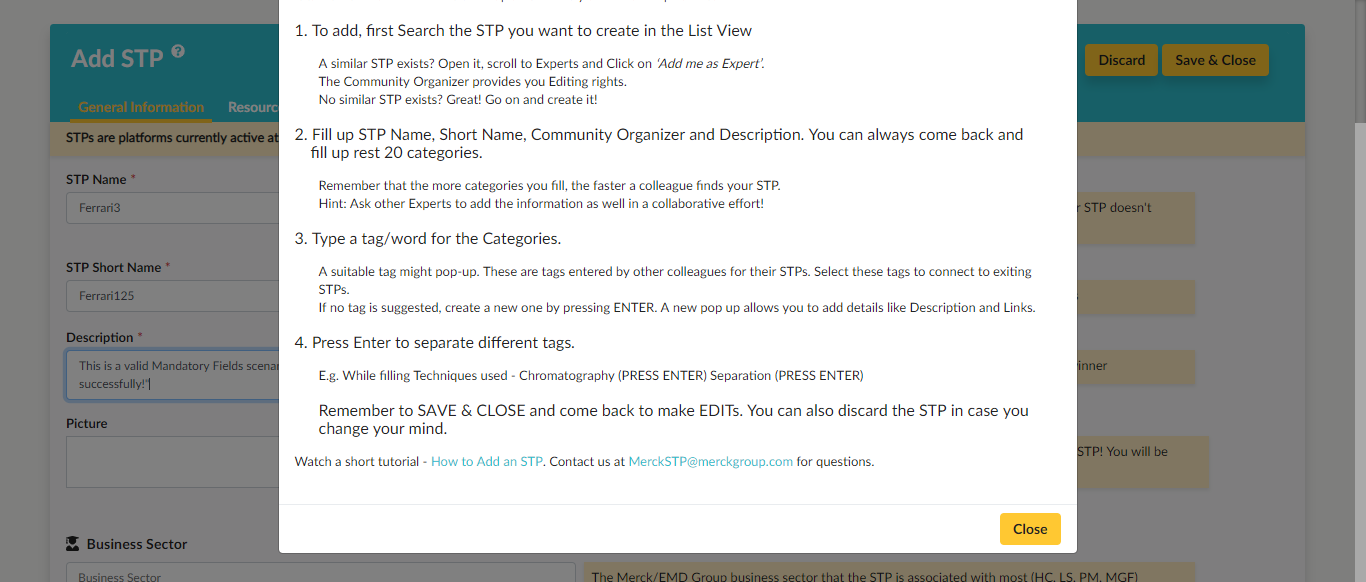 1. To add, first Search the STP you want to create in the List View
Add STP ?
Discard
Save & Close
A similar STP exists? Open it, scroll to Experts and Click on ‘Add me as Expert’.
The Community Organizer provides you Editing rights.
No similar STP exists? Great! Go on and create it!
General Information
2. Fill up STP Name, Short Name, Community Organizer and Description. You can always come back and
fill up rest 20 categories.
STPs are platforms currently active at
STP Name *
Remember that the more categories you fill, the faster a colleague finds your STP.
Hint: Ask other Experts to add the information as well in a collaborative effort!
Ferrari3
STP doesn't
3. Type a tag/word for the Categories.
STP Short Name *
A suitable tag might pop-up. These are tags entered by other colleagues for their STPs. Select these tags to connect to exiting
STPs.
Ferrari125
If no tag is suggested, create a new one by pressing ENTER. A new pop up allows you to add details like Description and Links.
Description *
4. Press Enter to separate different tags.
This is a valid Mandatory Fields
successfully!"
E.g. While filling Techniques used - Chromatography (PRESS ENTER) Separation (PRESS ENTER)
Remember to SAVE & CLOSE and come back to make EDITs. You can also discard the STP in case you
change your mind.
Picture
STP! You will be
Watch a short tutorial - How to Add an STP. Contact us at MerckSTP@merckgroup.com for questions.
Close
Business Sector
Business Sector
The Merck/EMD Group business sector that the STP is associated with most (HC, LS, PM, MGF)